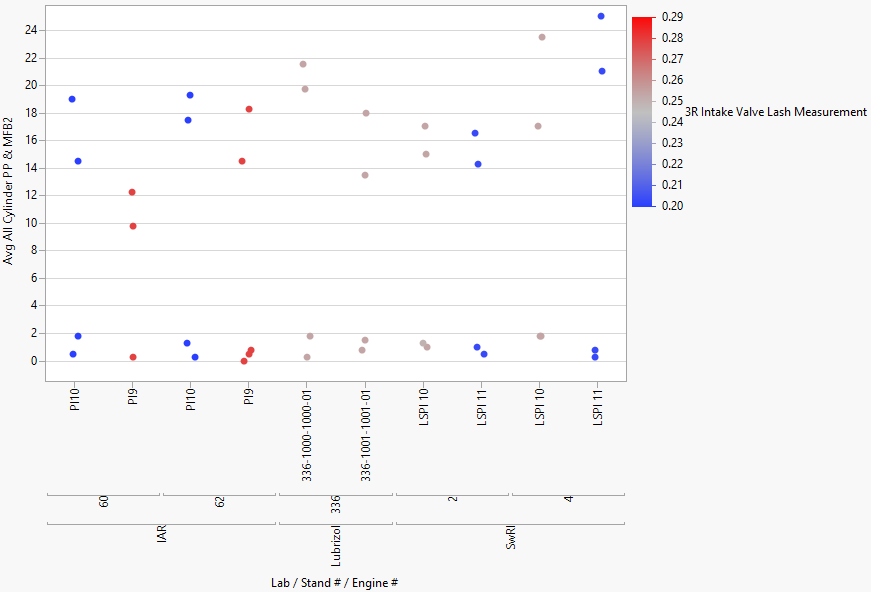 Avg All Cylinder PP & MFB2
24
22
20
18
16
14
12
10
8
6
4
2
0
0.29
0.28
0.27
0.26
0.25
0.24
0.23
0.22
0.21
0.20
3R Intake Valve Lash Measurement
PI10
PI9
PI10
PI9
336-1000-1000-01
336-1001-1001-01
LSPI 10
LSPI 11
LSPI 10
LSPI 11
60
62
336
2
4
IAR
Lubrizol
SwRI
Lab / Stand # / Engine #